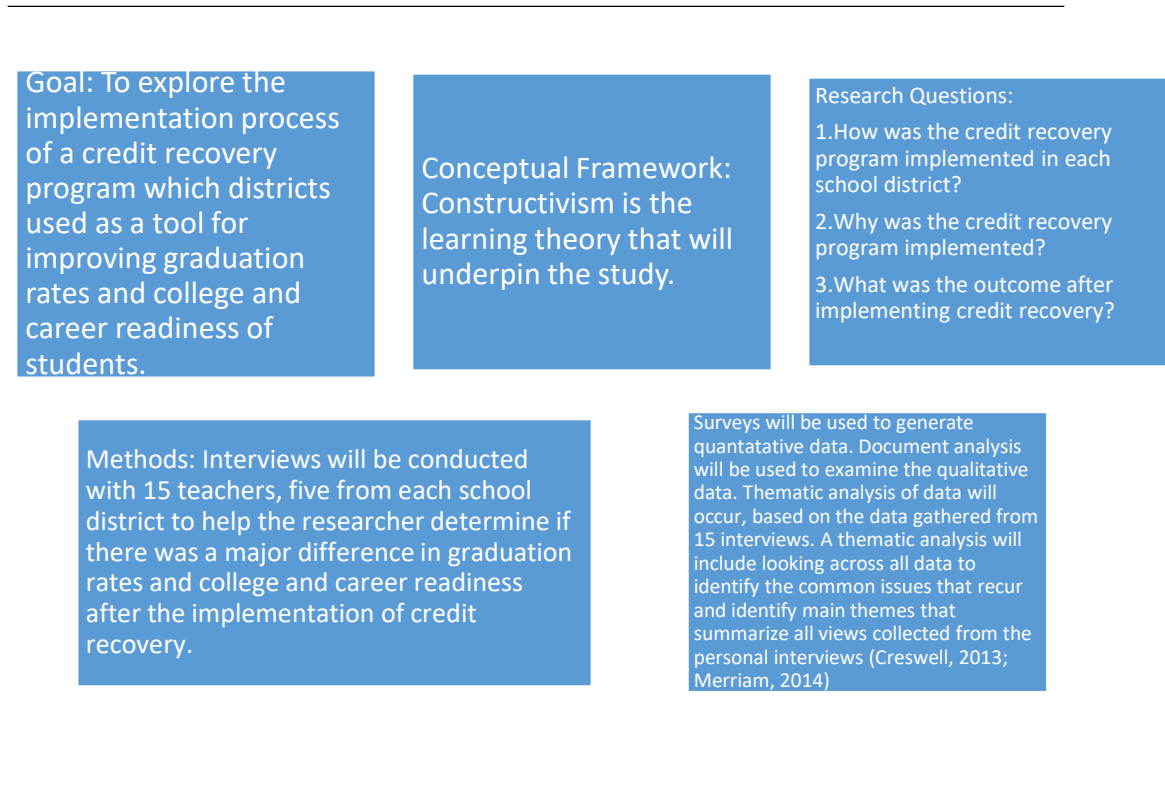 Goal: To explore the
implementation process
of a credit recovery
program which districts
used as a tool for
improving graduation
rates and college and
career readiness of
students.
Conceptual Framework:
Constructivism is the
learning theory that will
underpin the study.
Research Questions:
1.How was the credit recovery
program implemented in each
school district?
2.Why was the credit recovery
program implemented?
3.What was the outcome after
implementing credit recovery?
Methods: Interviews will be conducted
with 15 teachers, five from each school
district to help the researcher determine if
there was a major difference in graduation
rates and college and career readiness
after the implementation of credit
recovery.
Surveys will be used to generate
quantatative data. Document analysis
will be used to examine the qualitative
data. Thematic analysis of data will
occur, based on the data gathered from
15 interviews. A thematic analysis will
include looking across all data to
identify the common issues that recur
and identify main themes that
summarize all views collected from the
personal interviews (Creswell, 2013;
Merriam, 2014)